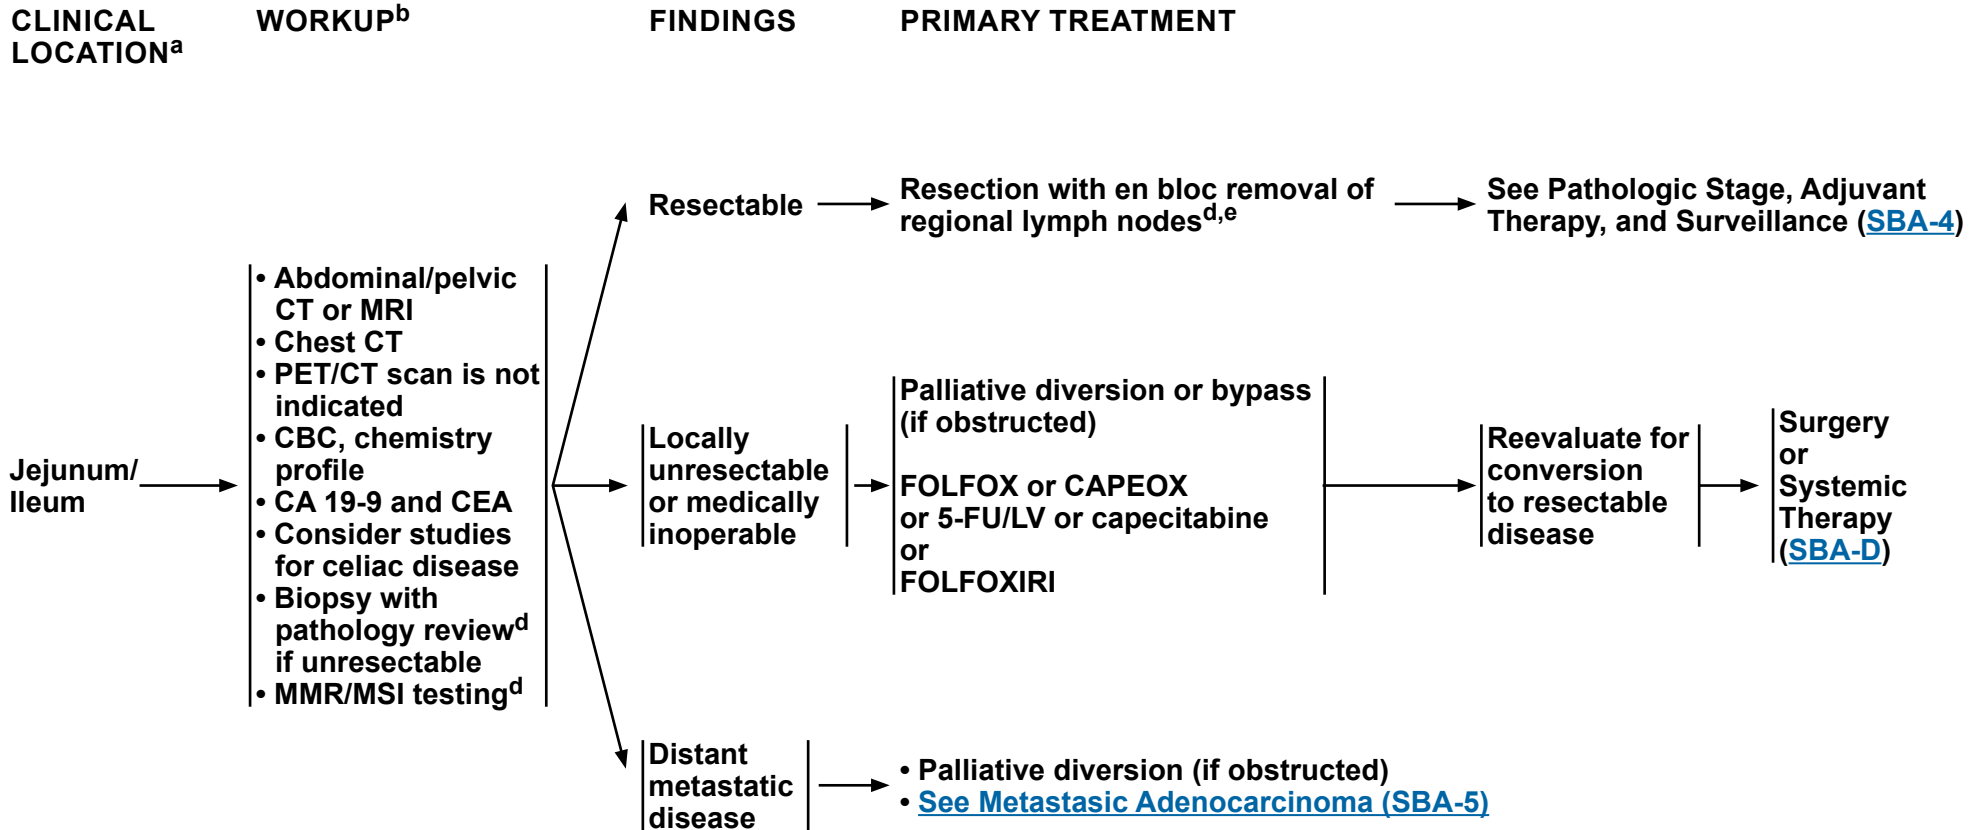 CLINICAL
LOCATIONa
WORKUPb
FINDINGS
PRIMARY TREATMENT
Jejunum/
Ileum
• Abdominal/pelvic
CT or MRI
• Chest CT
• PET/CT scan is not
indicated
• CBC, chemistry
profile
• CA 19-9 and CEA
• Consider studies
for celiac disease
• Biopsy with
pathology reviewd
if unresectable
• MMR/MSI testingd
Resectable
Resection with en bloc removal of
regional lymph nodesd,e
See Pathologic Stage, Adjuvant
Therapy, and Surveillance (SBA-4)
Locally
unresectable
or medically
inoperable
Palliative diversion or bypass
(if obstructed)
FOLFOX or CAPEOX
or 5-FU/LV or capecitabine
or
FOLFOXIRI
Reevaluate for
conversion
to resectable
disease
Surgery
or
Systemic
Therapy
(SBA-D)
Distant
metastatic
disease
• Palliative diversion (if obstructed)
• See Metastasic Adenocarcinoma (SBA-5)